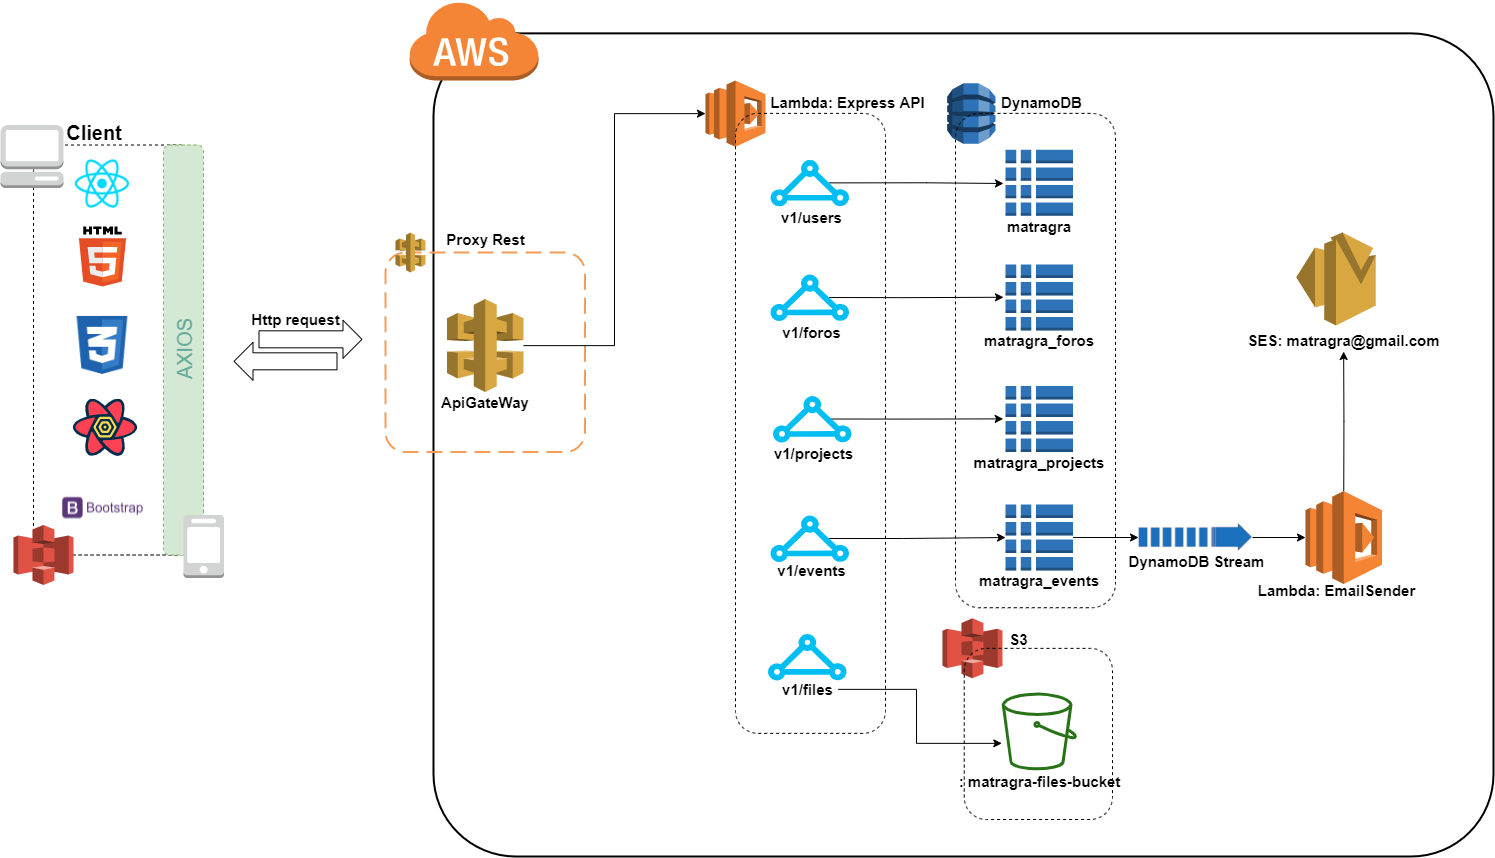 AWS
Client
HTML
5
3
B Bootstrap
AXIOS
Http request
Proxy Rest
ApiGateWay
Lambda: Express API
v1/users
v1/foros
v1/projects
v1/events
v1/files
DynamoDB
matragra
matragra_foros
matragra_projects
matragra_events
DynamoDB Stream
Lambda: EmailSender
SES: matragra@gmail.com
S3
: matragra-files-bucket